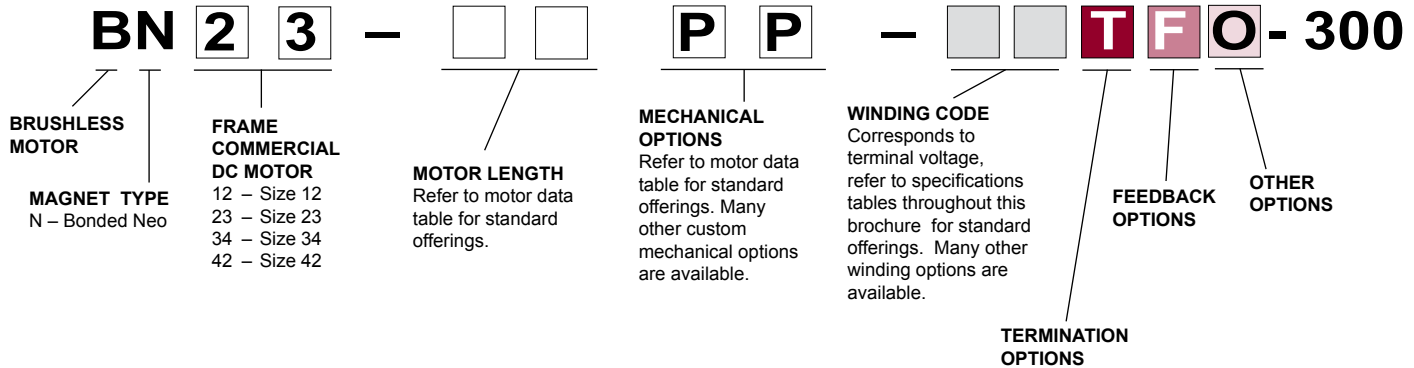 BN 23 – PP – TFO - 300
BRUSHLESS
MOTOR
MAGNET TYPE
N – Bonded Neo
FRAME
COMMERCIAL
DC MOTOR
12 – Size 12
23 – Size 23
34 – Size 34
42 – Size 42
MOTOR LENGTH
Refer to motor data
table for standard
offerings.
MECHANICAL
OPTIONS
Refer to motor data
table for standard
offerings. Many
other custom
mechanical options
are available.
WINDING CODE
Corresponds to
terminal voltage,
refer to specifications
tables throughout this
brochure for standard
offerings. Many other
winding options are
available.
TERMINATION
OPTIONS
FEEDBACK
OPTIONS
OTHER
OPTIONS